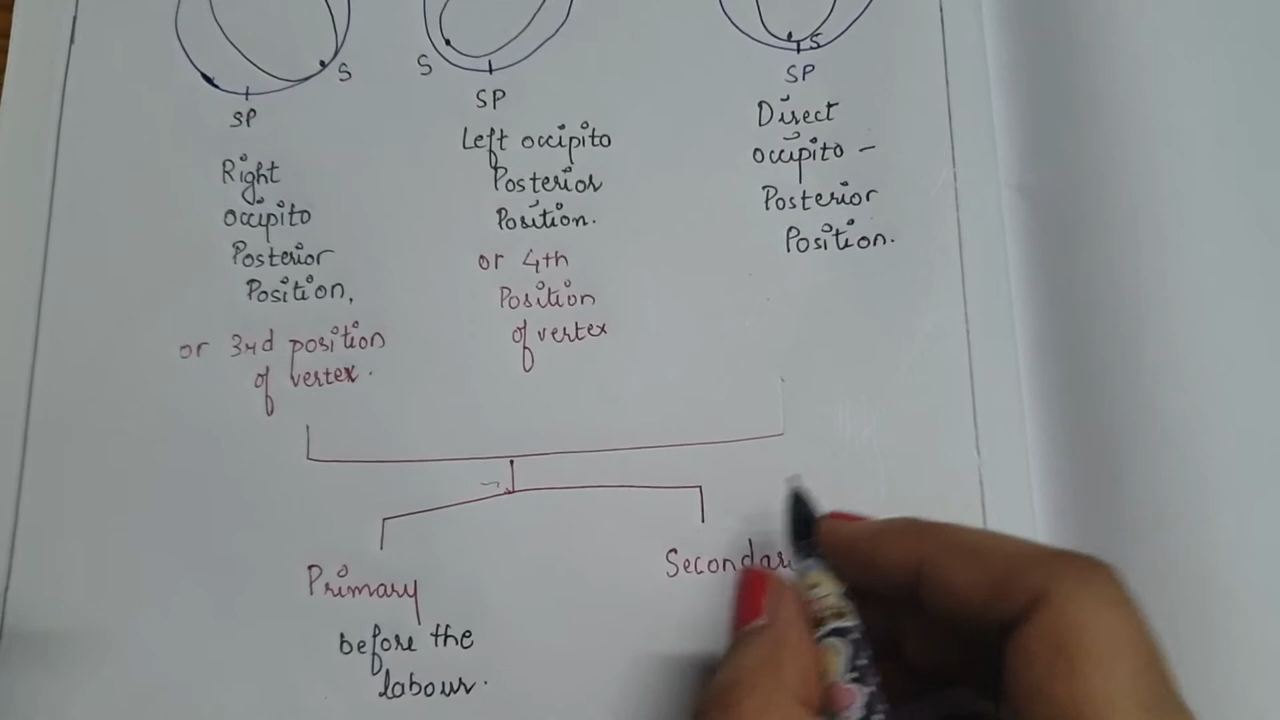 S
SP
Right
occipito
Posterior
Position,
or 3rd position
of vertex.
S
SP
Left occipito
Posterior
Position.
or 4th
Position
of vertex
S
SP
Direct
occipito -
Posterior
Position.
Primary
before the
labour.